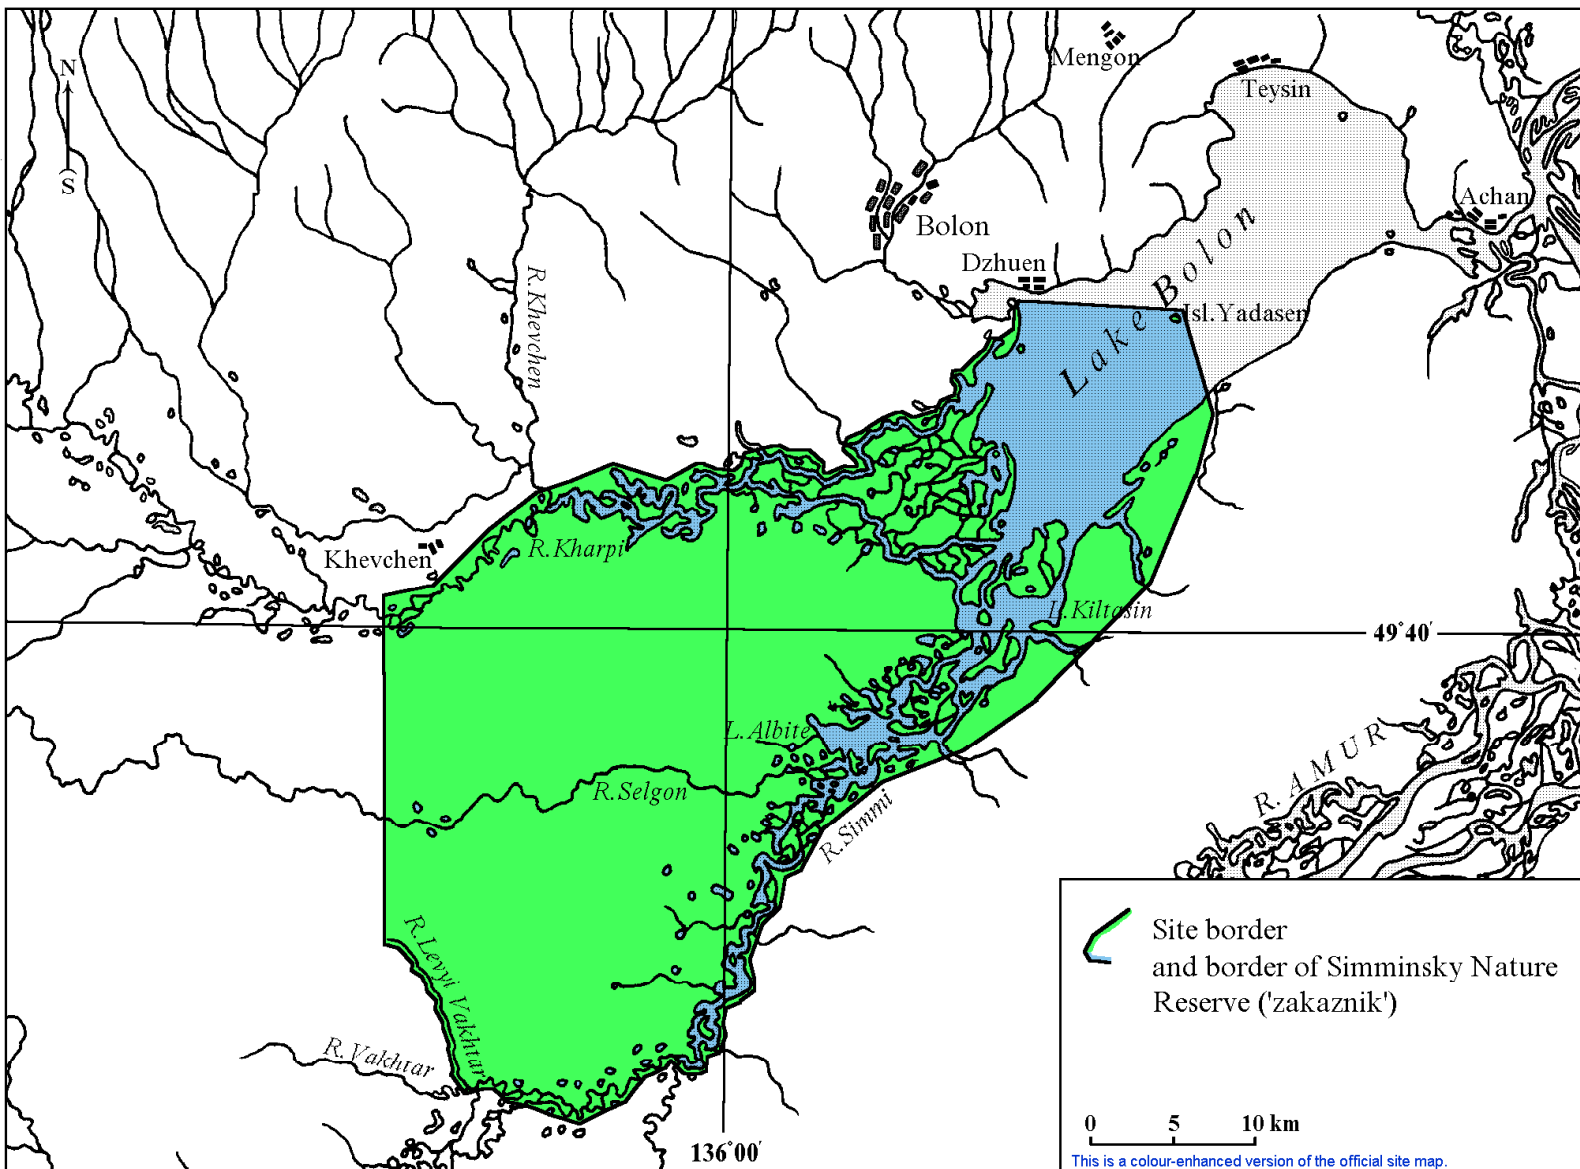 N
S
Mengon
Teysin
Achan
Bolon
Dzhuen
Lake Bolon
Isl.Yadasen
R.Khevchen
Khevchen
R.Kharpi
L.Kiltasin
49°40'
L.Albite
R.Selgon
R.Simmi
R. AMUR
R.Levyi Vakhtar
R.Vakhtar
136°00'
Site border
and border of Simminsky Nature
Reserve ('zakaznik')
0 5 10 km
This is a colour-enhanced version of the official site map.